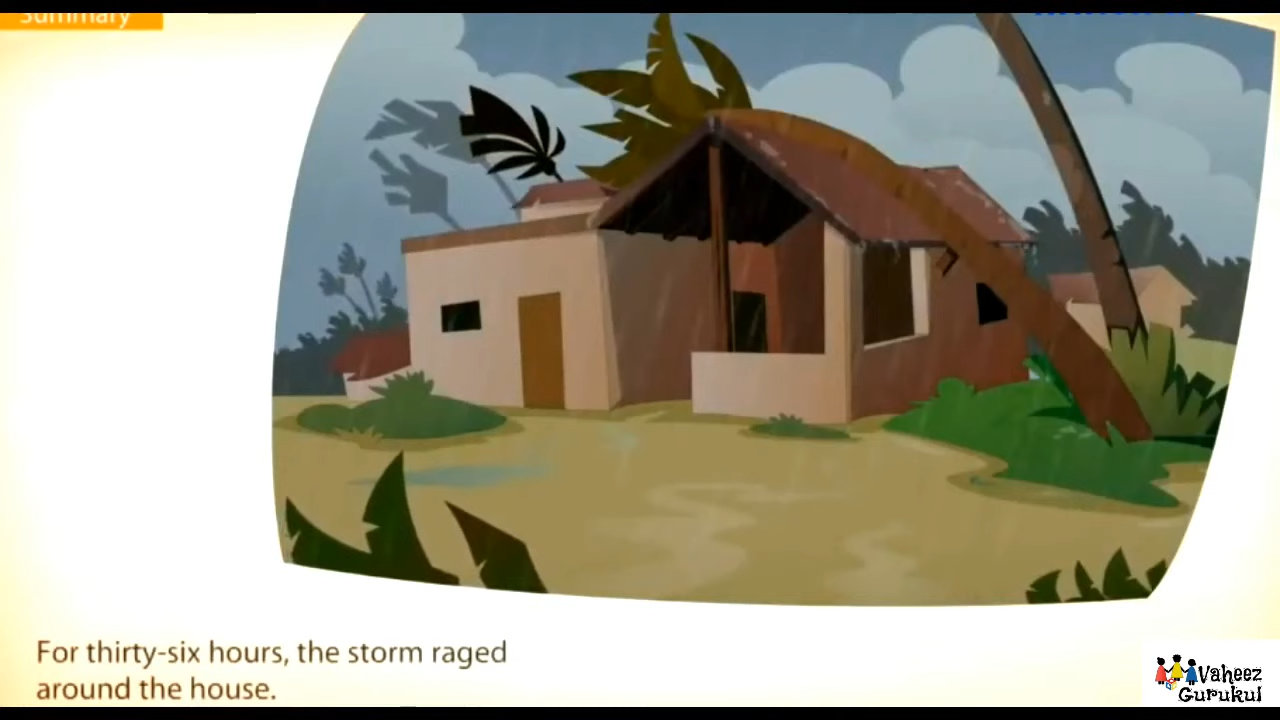 Summary
For thirty-six hours, the storm raged
around the house.
Vaheez
Gurukul